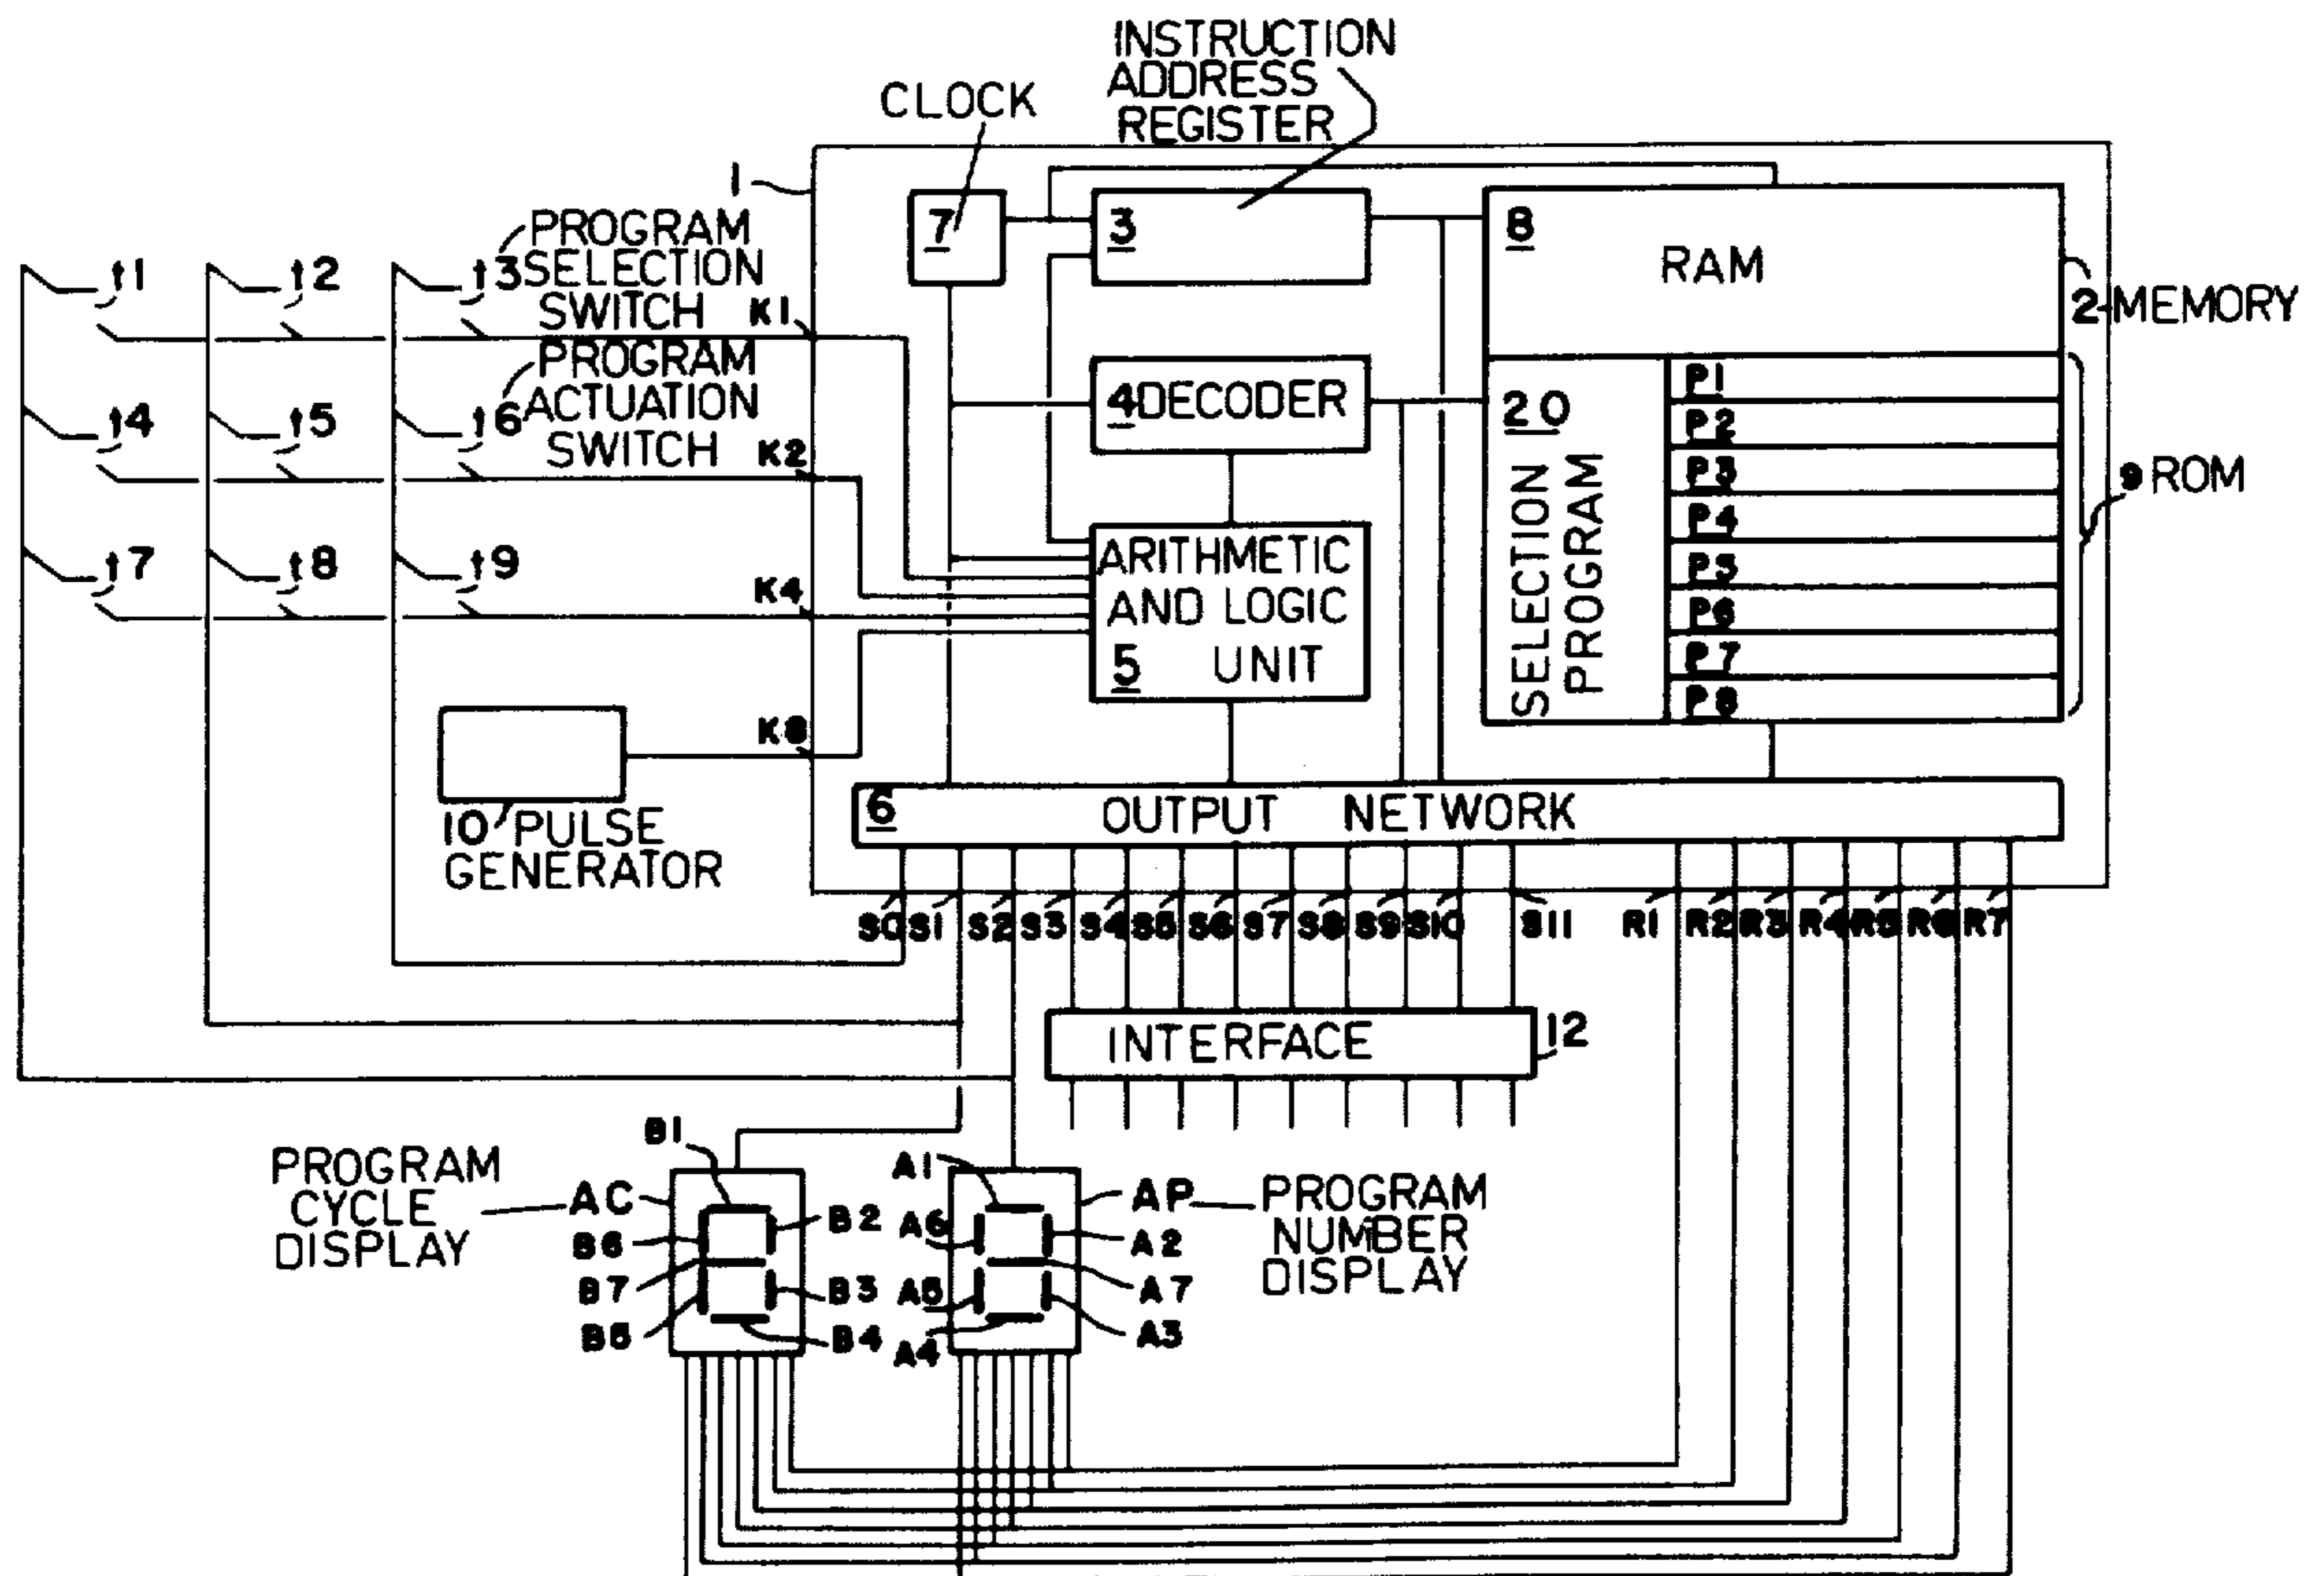 INSTRUCTION
ADDRESS
REGISTER
CLOCK
1
7
3
8
RAM
2 MEMORY
t1
t2
t3 PROGRAM
SELECTION
SWITCH
K1
t4
t5
t6 PROGRAM
ACTUATION
SWITCH
K2
4 DECODER
20
SELECTION
PROGRAM
P1
P2
P3
P4
P5
P6
P7
P8
9 ROM
t7
t8
t9
K4
ARITHMETIC
AND LOGIC
5 UNIT
K8
10 PULSE
GENERATOR
6 OUTPUT NETWORK
S0 S1 S2 S3 S4 S5 S6 S7 S8 S9 S10 S11 R1 R2 R3 R4 R5 R6 R7
INTERFACE 12
PROGRAM
CYCLE
DISPLAY
AC
B1
B2
B6
B7
B3
B5
B4
A1
A6
A2
A5
A7
A4
A3
AP
PROGRAM
NUMBER
DISPLAY